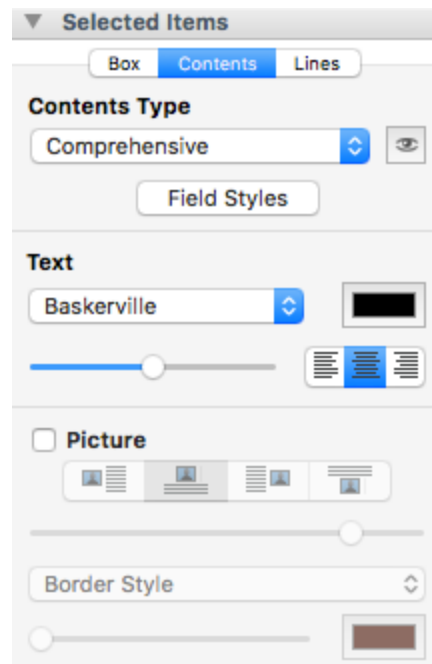 Selected Items
Box Contents Lines
Contents Type
Comprehensive
Field Styles
Text
Baskerville
Picture
Border Style